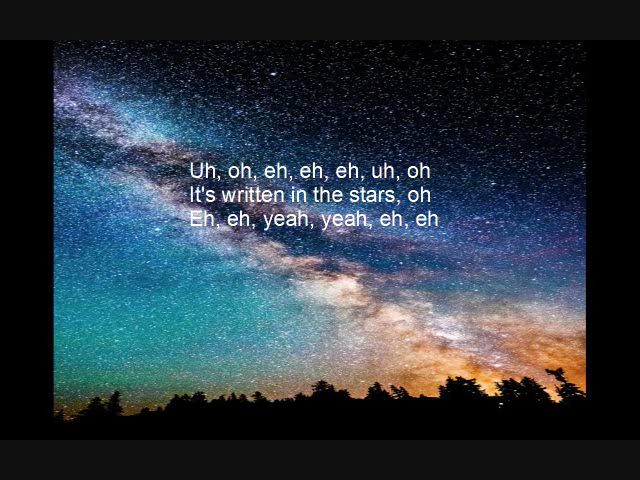 Uh, oh, eh, eh, eh, uh, oh
It's written in the stars, oh
Eh, eh, yeah, yeah, eh, eh